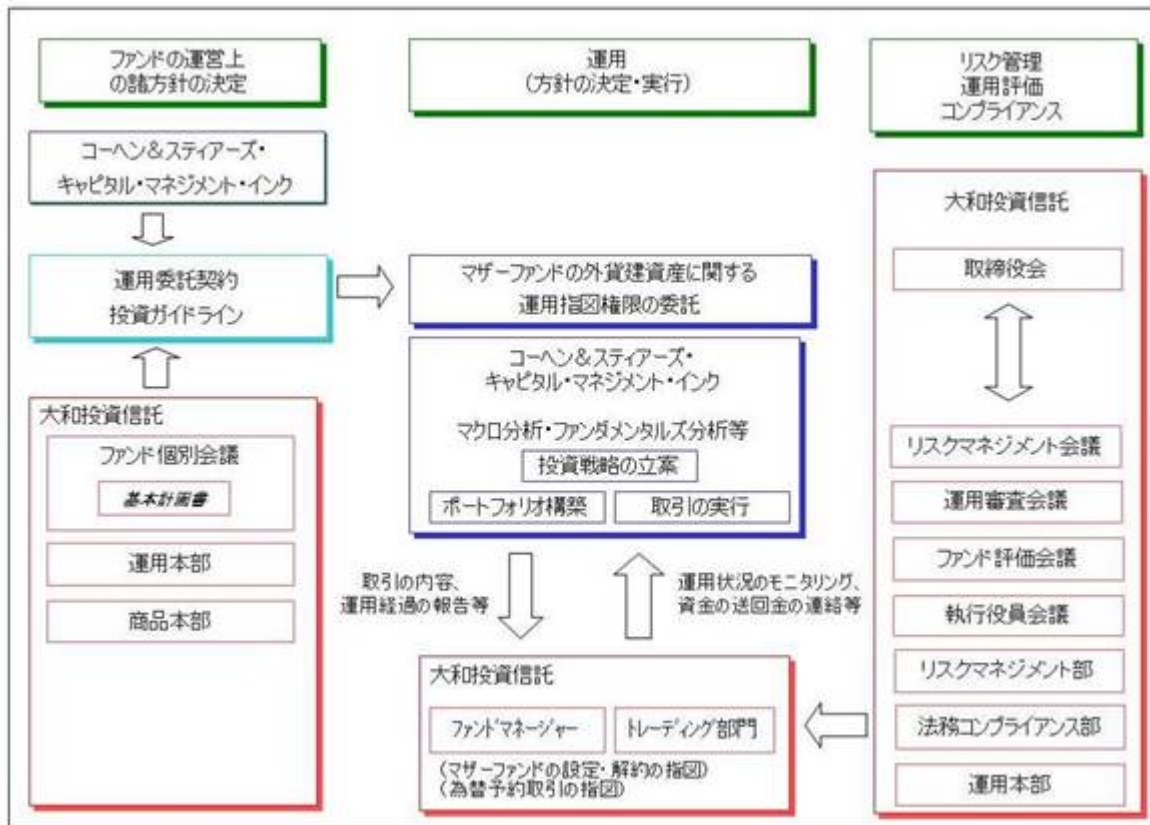 ファンドの運営上
の諸方針の決定
運用
(方針の決定・実行)
リスク管理
運用評価
コンプライアンス
コーヘン＆スティアーズ・
キャピタル・マネジメント・インク
運用委託契約
投資ガイドライン
マザーファンドの外貨建資産に関する
運用指図権限の委託
大和投資信託
ファンド個別会議
基本計画書
運用本部
商品本部
コーヘン＆スティアーズ・
キャピタル・マネジメント・インク
マクロ分析・ファンダメンタルズ分析等
投資戦略の立案
ポートフォリオ構築
取引の実行
取引の内容、
運用経過の報告等
運用状況のモニタリング、
資金の送回金の連絡等
大和投資信託
ファンドマネージャー
トレーディング部門
(マザーファンドの設定・解約の指図)
(為替予約取引の指図)
大和投資信託
取締役会
リスクマネジメント会議
運用審査会議
ファンド評価会議
執行役員会議
リスクマネジメント部
法務コンプライアンス部
運用本部